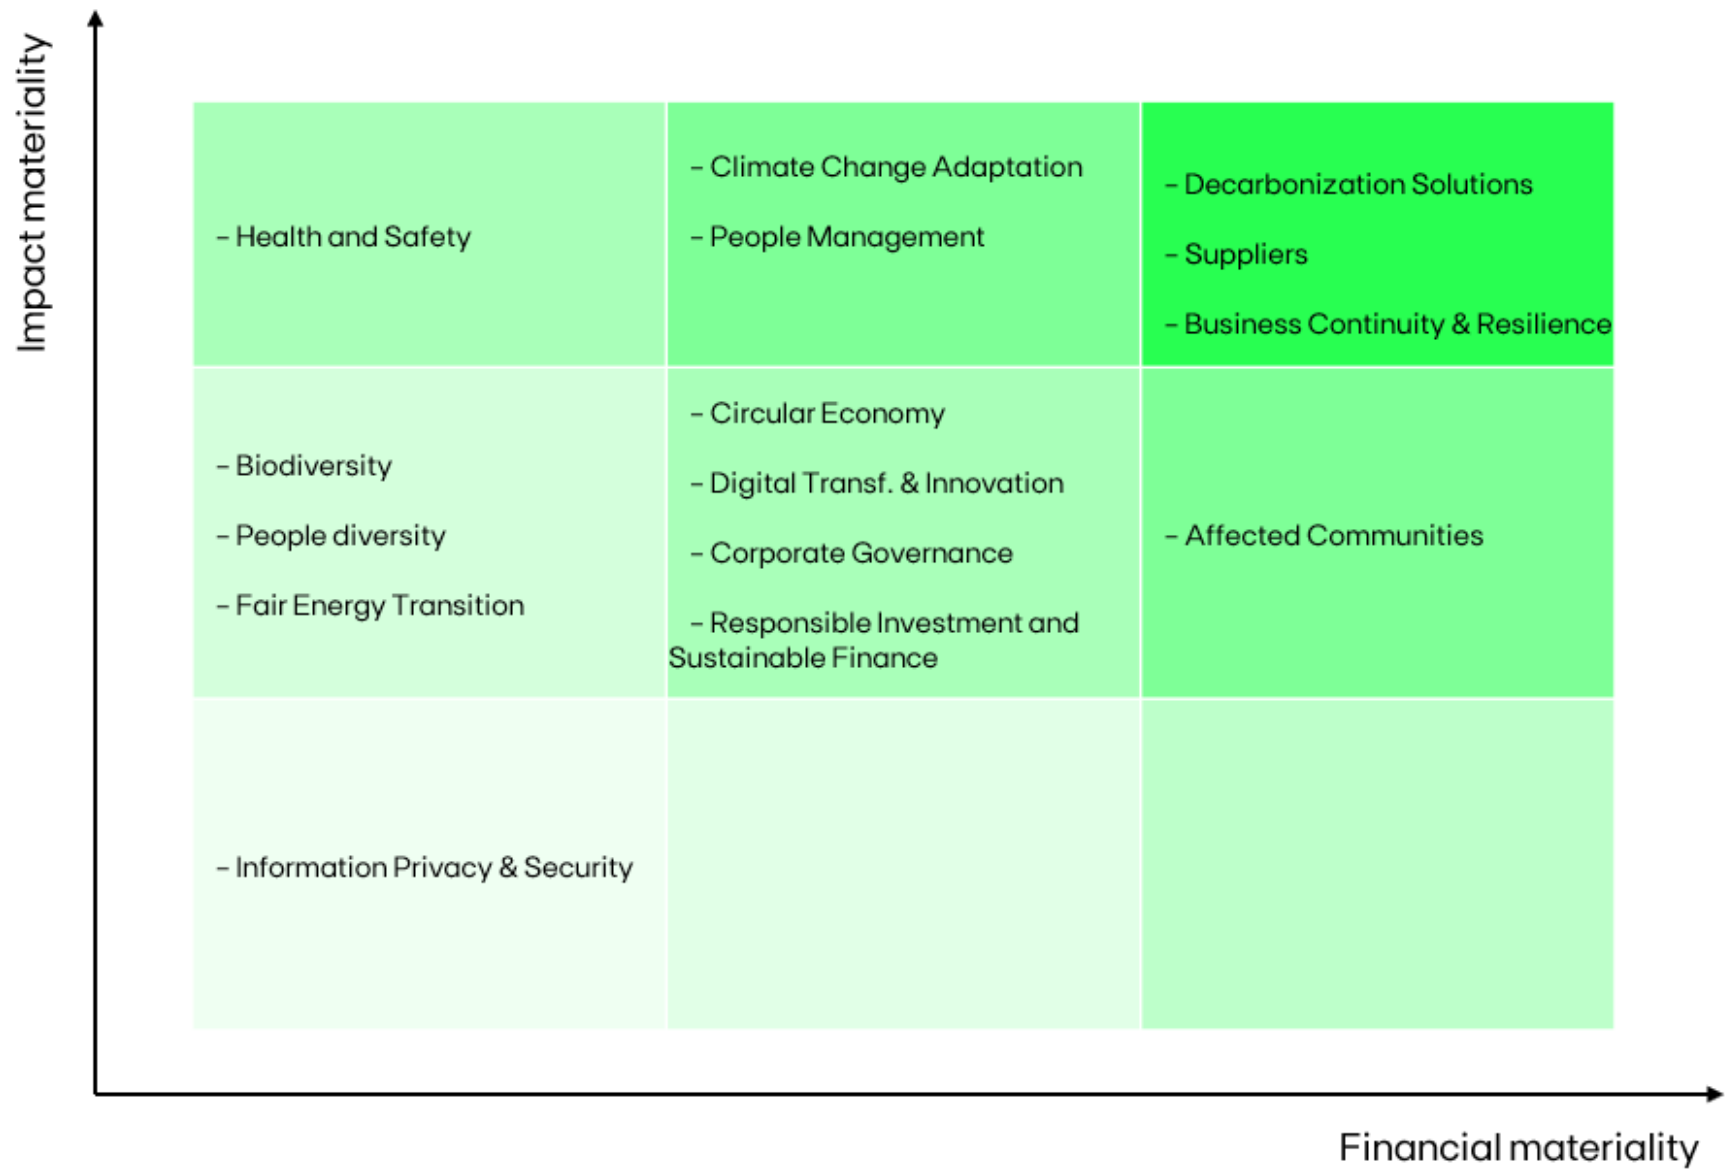 Impact materiality
– Health and Safety
– Climate Change Adaptation
– People Management
– Decarbonization Solutions
– Suppliers
– Business Continuity & Resilience
– Biodiversity
– People diversity
– Fair Energy Transition
– Circular Economy
– Digital Transf. & Innovation
– Corporate Governance
– Responsible Investment and
Sustainable Finance
– Affected Communities
– Information Privacy & Security
Financial materiality